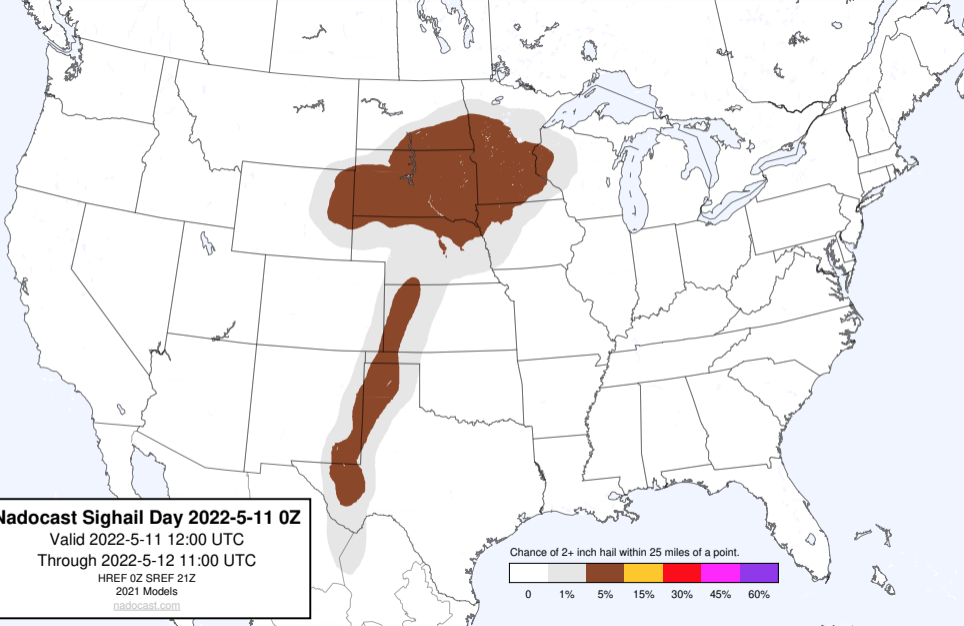 Nadocast Sighail Day 2022-5-11 0Z
Valid 2022-5-11 12:00 UTC
Through 2022-5-12 11:00 UTC
HREF 0Z SREF 21Z
2021 Models
nadocast.com
Chance of 2+ inch hail within 25 miles of a point.
0 1% 5% 15% 30% 45% 60%